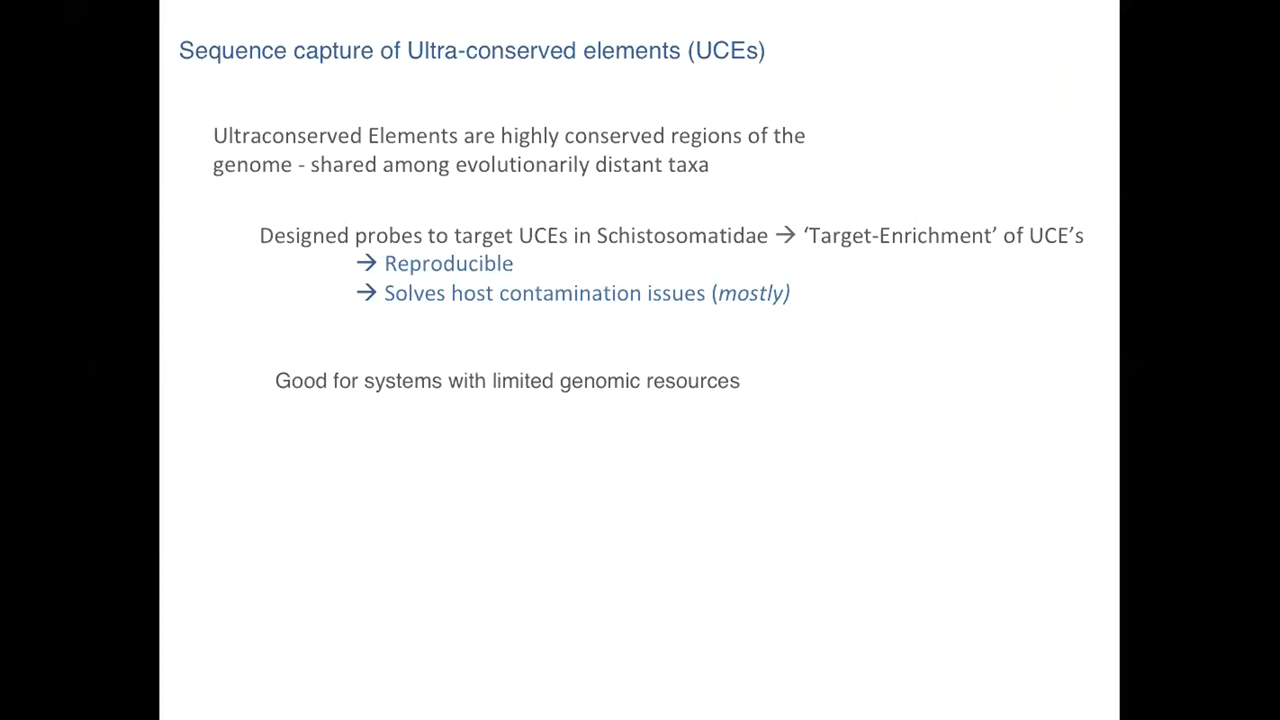 Sequence capture of Ultra-conserved elements (UCEs)
Ultraconserved Elements are highly conserved regions of the
genome - shared among evolutionarily distant taxa
Designed probes to target UCEs in Schistosomatidae → ‘Target-Enrichment’ of UCE’s
→ Reproducible
→ Solves host contamination issues (mostly)
Good for systems with limited genomic resources